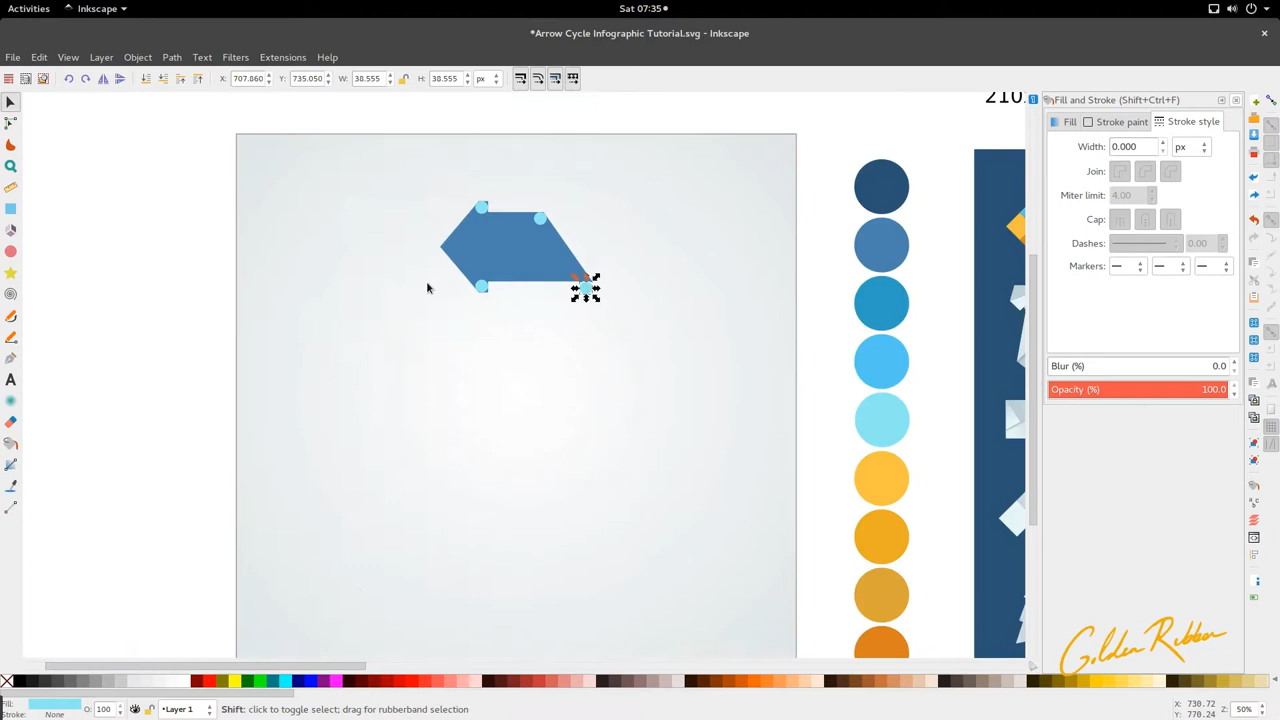 Activities
Inkscape
Sat 07:35
*Arrow Cycle Infographic Tutorial.svg - Inkscape
File Edit View Layer Object Path Text Filters Extensions Help
X: 707.860 Y: 735.050 W: 38.555 H: 38.555 px
210.
Fill and Stroke (Shift+Ctrl+F)
Fill Stroke paint Stroke style
Width: 0.000 px
Join:
Miter limit: 4.00
Cap:
Dashes: 0.00
Markers:
Blur (%) 0.0
Opacity (%) 100.0
Golden Ribbon
Fill:
Stroke: None
O: 100
•Layer 1
Shift: click to toggle select; drag for rubberband selection
X: 730.72
Y: 770.24
Z: 50%